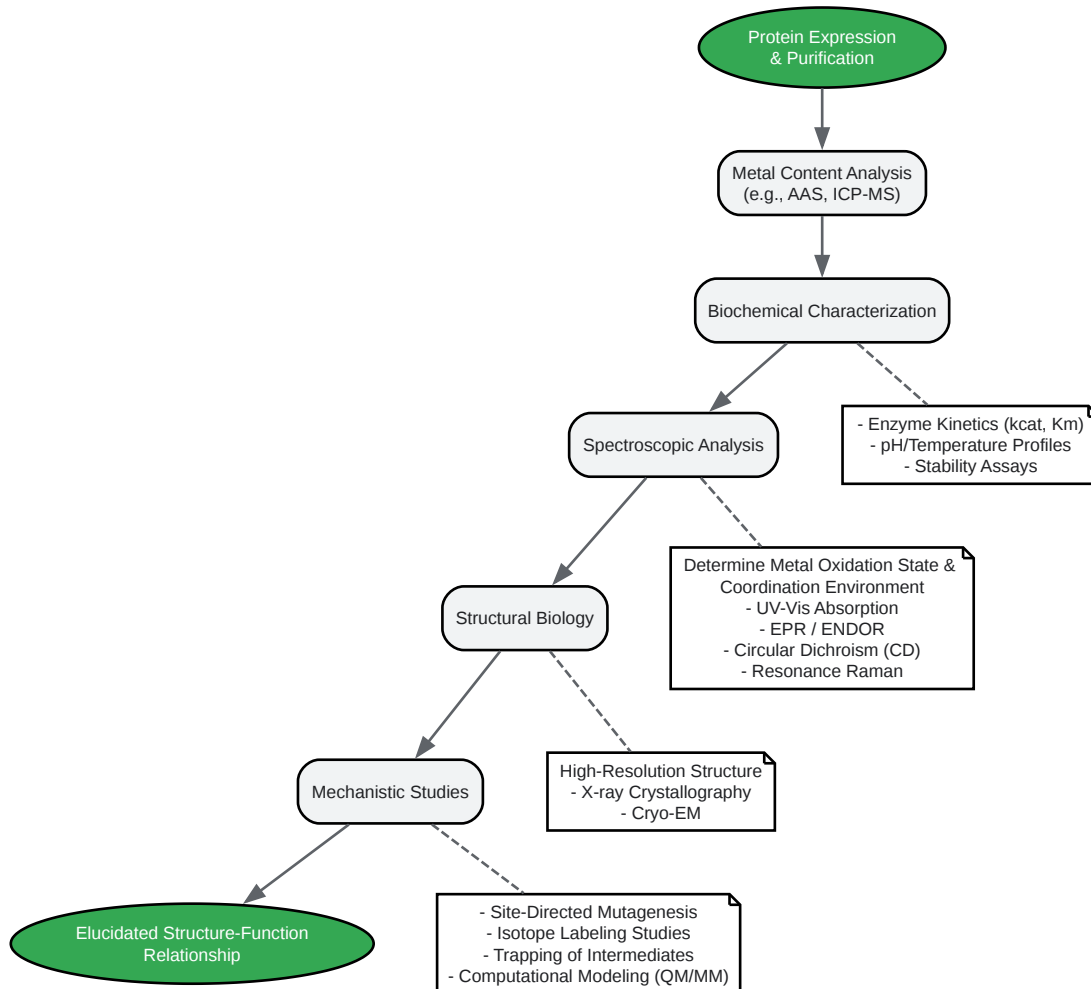 Protein Expression
& Purification
Metal Content Analysis
(e.g., AAS, ICP-MS)
Biochemical Characterization
- Enzyme Kinetics (kcat, Km)
- pH/Temperature Profiles
- Stability Assays
Spectroscopic Analysis
Determine Metal Oxidation State &
Coordination Environment
- UV-Vis Absorption
- EPR / ENDOR
- Circular Dichroism (CD)
- Resonance Raman
Structural Biology
High-Resolution Structure
- X-ray Crystallography
- Cryo-EM
Mechanistic Studies
- Site-Directed Mutagenesis
- Isotope Labeling Studies
- Trapping of Intermediates
- Computational Modeling (QM/MM)
Elucidated Structure-Function
Relationship